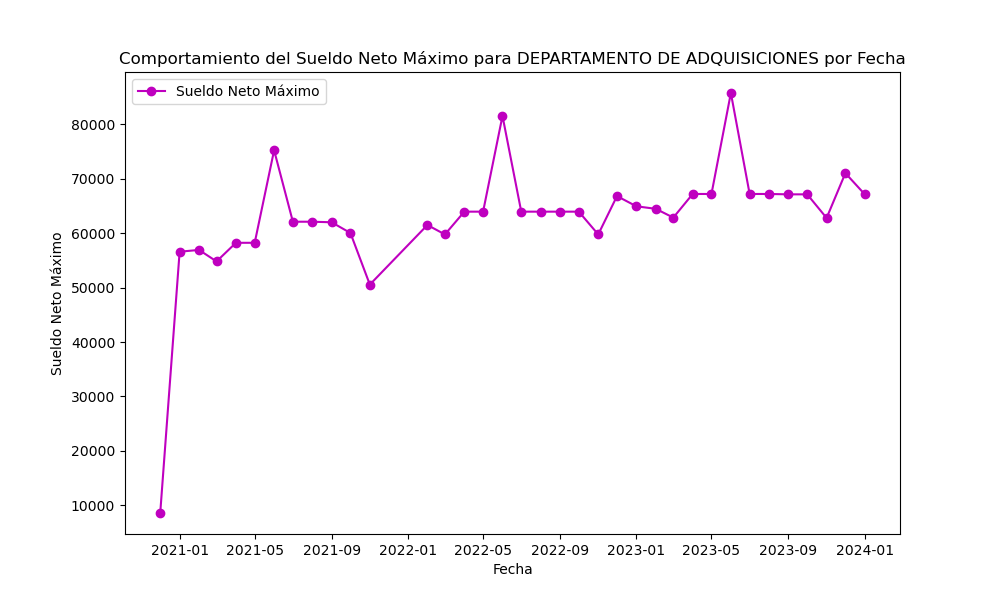 Comportamiento del Sueldo Neto Máximo para DEPARTAMENTO DE ADQUISICIONES por Fecha
Sueldo Neto Máximo
80000
70000
60000
50000
40000
30000
20000
10000
Sueldo Neto Máximo
2021-01 2021-05 2021-09 2022-01 2022-05 2022-09 2023-01 2023-05 2023-09 2024-01
Fecha